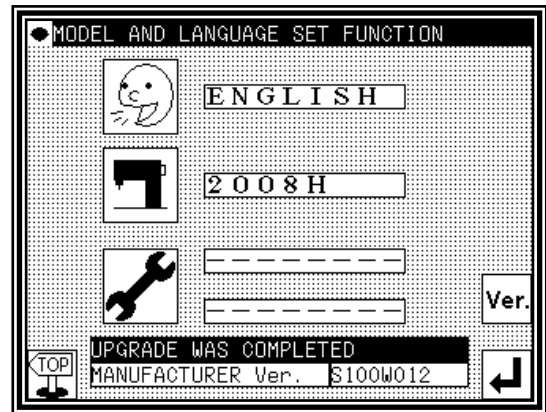 MODEL AND LANGUAGE SET FUNCTION
ENGLISH
2008H
--------
--------
Ver.
UPGRADE WAS COMPLETED
TOP
MANUFACTURER Ver. S100W012